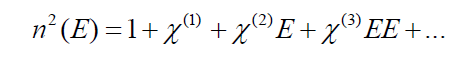 n²(E) = 1 + χ⁽¹⁾ + χ⁽²⁾E + χ⁽³⁾EE + ...